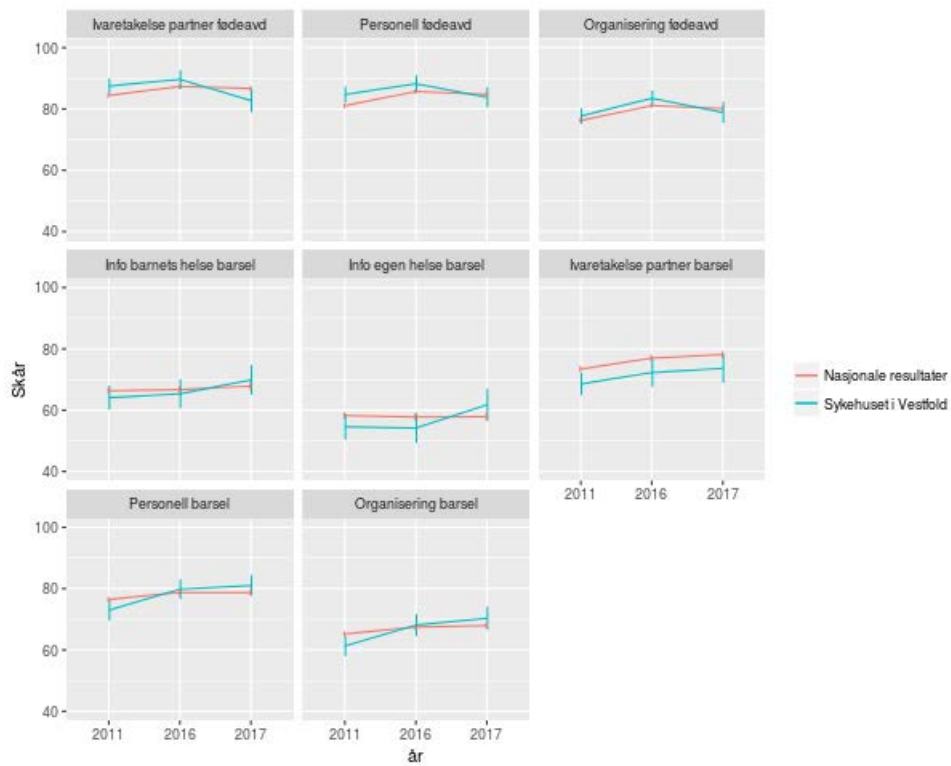 Ivaretakelse partner fødeavd
Personell fødeavd
Organisering fødeavd
100
80
60
40
Info barnets helse barsel
Info egen helse barsel
Ivaretakelse partner barsel
100
80
60
40
2011 2016 2017
Personell barsel
Organisering barsel
100
80
60
40
2011 2016 2017
2011 2016 2017
år
Skår
Nasjonale resultater
Sykehuset i Vestfold